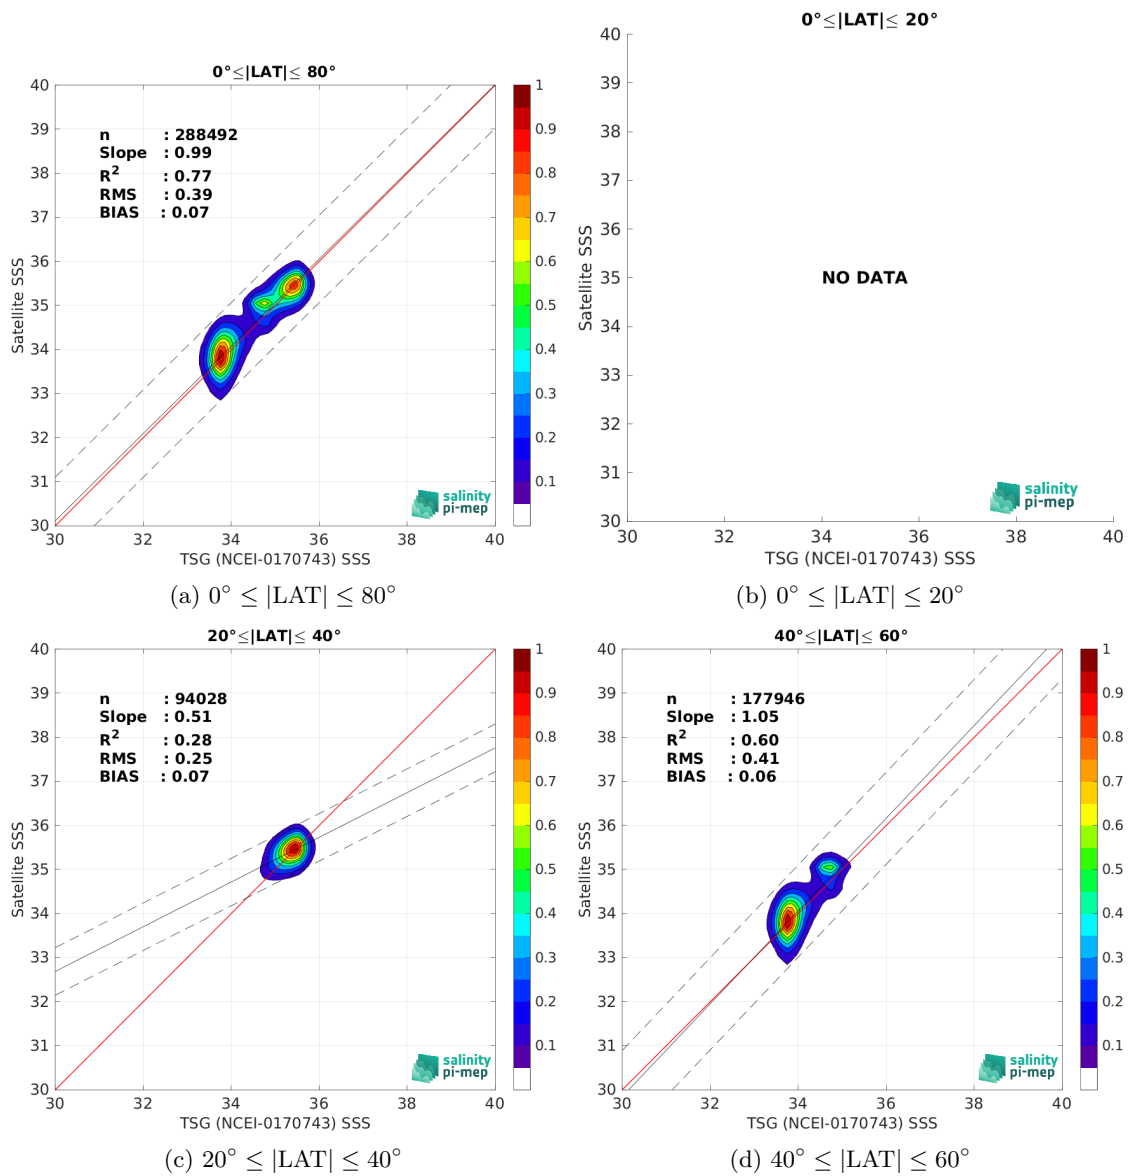 0°≤|LAT|≤ 80°
40
39
38
37
36
35
34
33
32
31
30
n : 288492
Slope : 0.99
R² : 0.77
RMS : 0.39
BIAS : 0.07
Satellite SSS
salinity
pi-mep
30 32 34 36 38 40
TSG (NCEI-0170743) SSS
1
0.9
0.8
0.7
0.6
0.5
0.4
0.3
0.2
0.1
(a) 0° ≤ |LAT| ≤ 80°
0°≤|LAT|≤ 20°
40
39
38
37
36
35
34
33
32
31
30
Satellite SSS
NO DATA
salinity
pi-mep
30 32 34 36 38 40
TSG (NCEI-0170743) SSS
(b) 0° ≤ |LAT| ≤ 20°
20°≤|LAT|≤ 40°
40
39
38
37
36
35
34
33
32
31
30
n : 94028
Slope : 0.51
R² : 0.28
RMS : 0.25
BIAS : 0.07
Satellite SSS
salinity
pi-mep
30 32 34 36 38 40
TSG (NCEI-0170743) SSS
1
0.9
0.8
0.7
0.6
0.5
0.4
0.3
0.2
0.1
(c) 20° ≤ |LAT| ≤ 40°
40°≤|LAT|≤ 60°
40
39
38
37
36
35
34
33
32
31
30
n : 177946
Slope : 1.05
R² : 0.60
RMS : 0.41
BIAS : 0.06
Satellite SSS
salinity
pi-mep
30 32 34 36 38 40
TSG (NCEI-0170743) SSS
1
0.9
0.8
0.7
0.6
0.5
0.4
0.3
0.2
0.1
(d) 40° ≤ |LAT| ≤ 60°